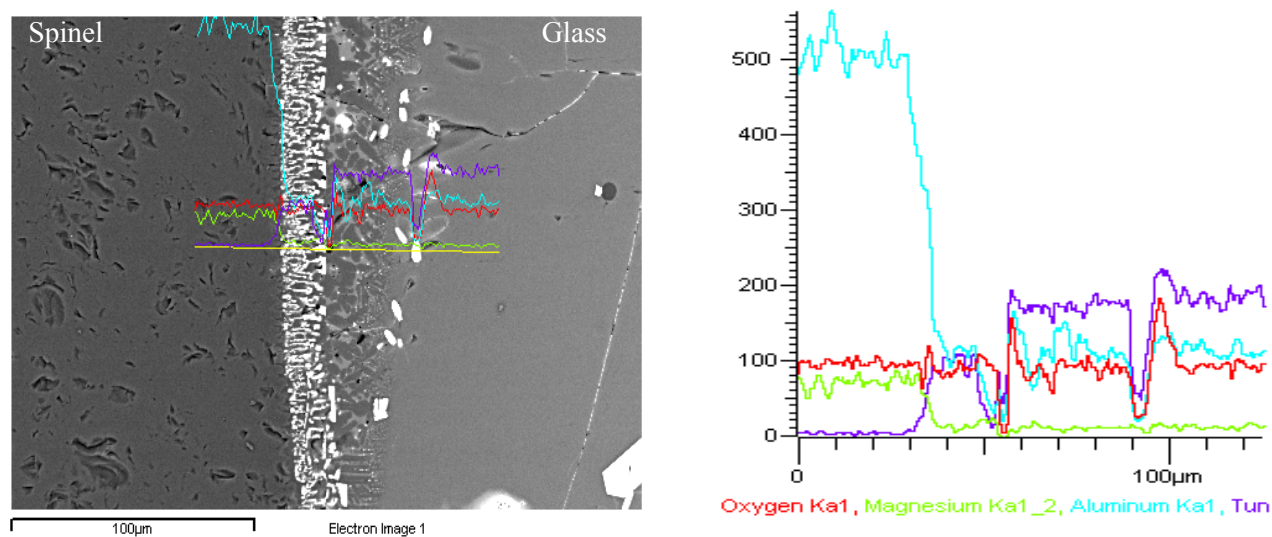 Spinel
Glass
100µm
Electron Image 1
500
400
300
200
100
0
0
100µm
Oxygen Ka1, Magnesium Ka1_2, Aluminum Ka1, Tun